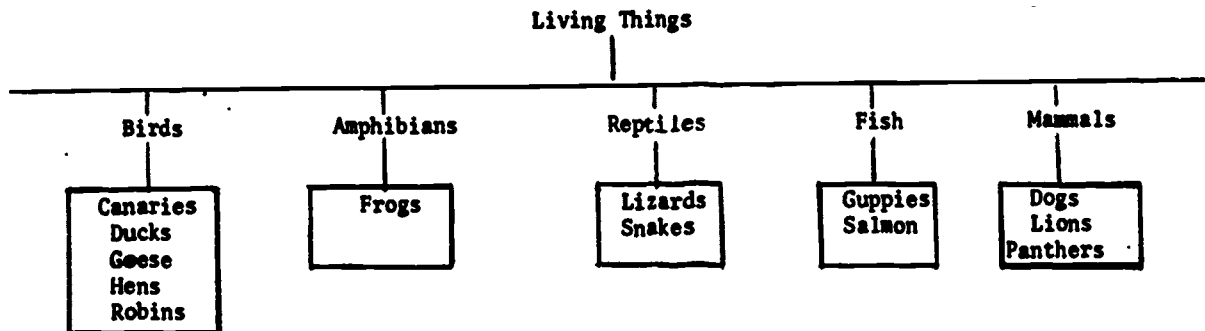 Living Things
Birds Amphibians Reptiles Fish Mammals
Canaries Frogs Lizards Guppies Dogs
Ducks Snakes Salmon Lions
Geese Panthers
Hens
Robins